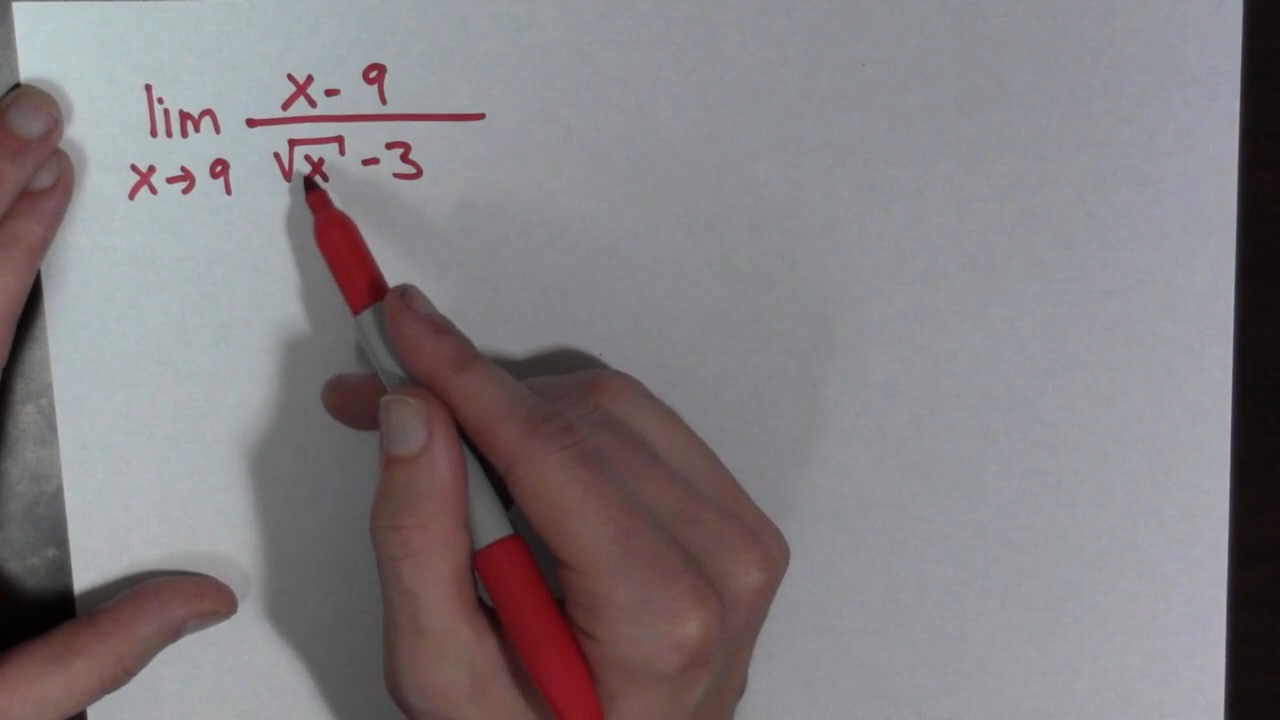 lim x - 9
x→9 √x - 3